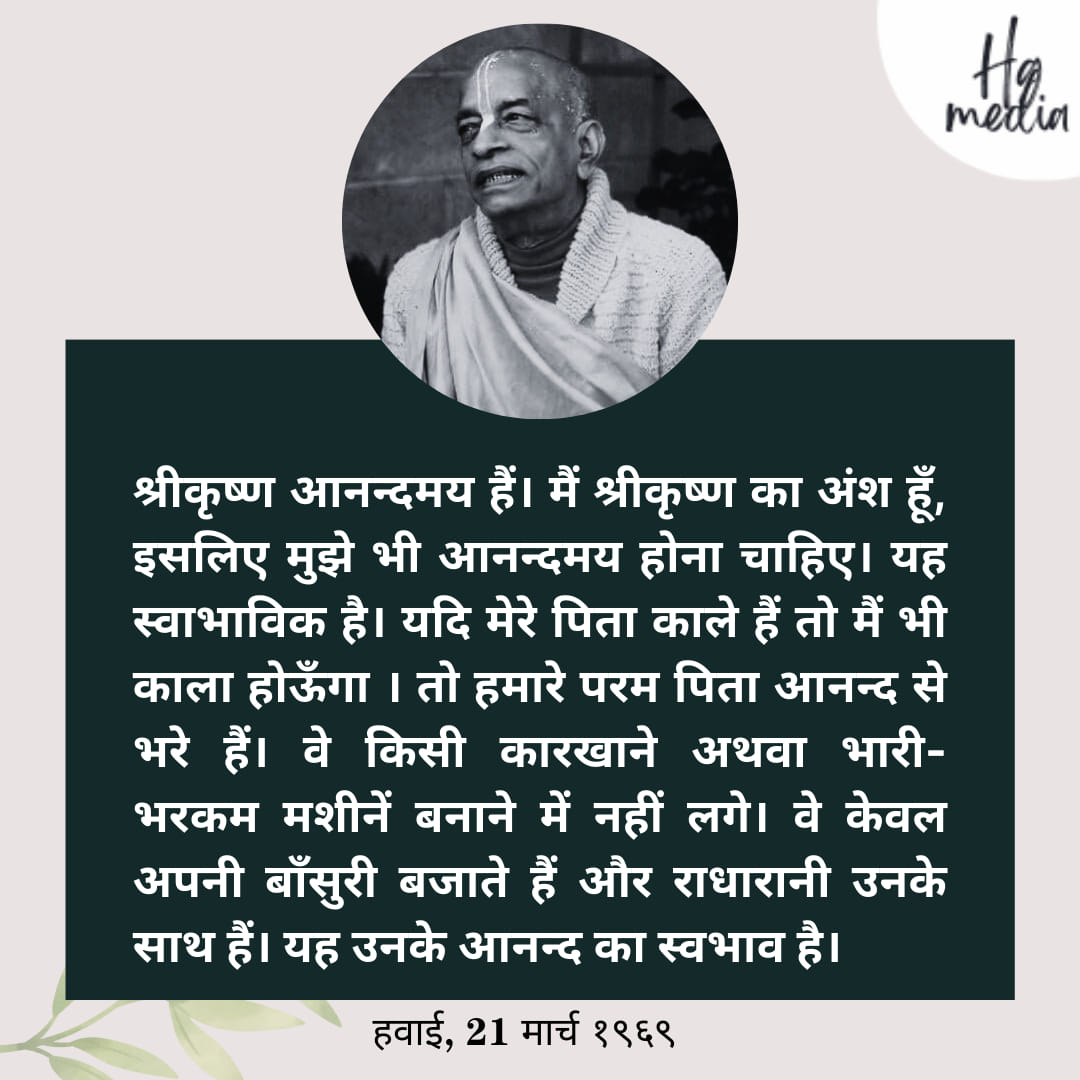 Hg
media
श्रीकृष्ण आनन्दमय हैं। मैं श्रीकृष्ण का अंश हूँ,
इसलिए मुझे भी आनन्दमय होना चाहिए। यह
स्वाभाविक है। यदि मेरे पिता काले हैं तो मैं भी
काला होऊँगा । तो हमारे परम पिता आनन्द से
भरे हैं। वे किसी कारखाने अथवा भारी-
भरकम मशीनें बनाने में नहीं लगे। वे केवल
अपनी बाँसुरी बजाते हैं और राधारानी उनके
साथ हैं। यह उनके आनन्द का स्वभाव है।
हवाई, 21 मार्च १९६९